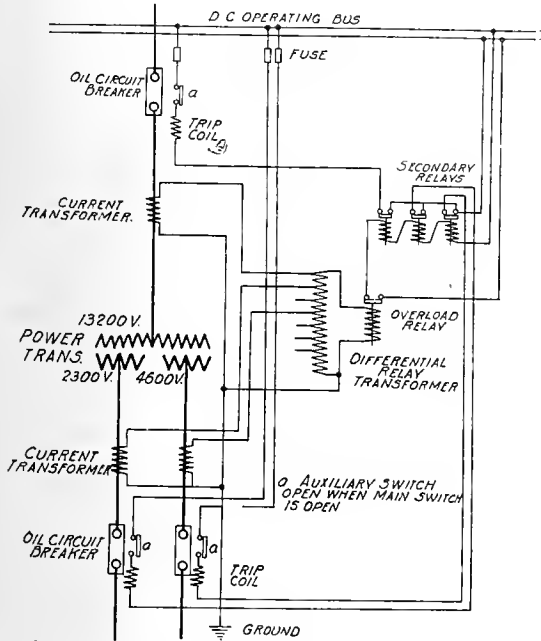 D C OPERATING BUS
FUSE
OIL CIRCUIT
BREAKER
a
TRIP
COIL
SECONDARY
RELAYS
CURRENT
TRANSFORMER.
13200 V.
POWER
TRANS.
2300 V.
4600 V.
OVERLOAD
RELAY
DIFFERENTIAL
RELAY
TRANSFORMER
CURRENT
TRANSFORMER
a AUXILIARY SWITCH
OPEN WHEN MAIN SWITCH
IS OPEN
OIL CIRCUIT
BREAKER
a
a
TRIP
COIL
GROUND